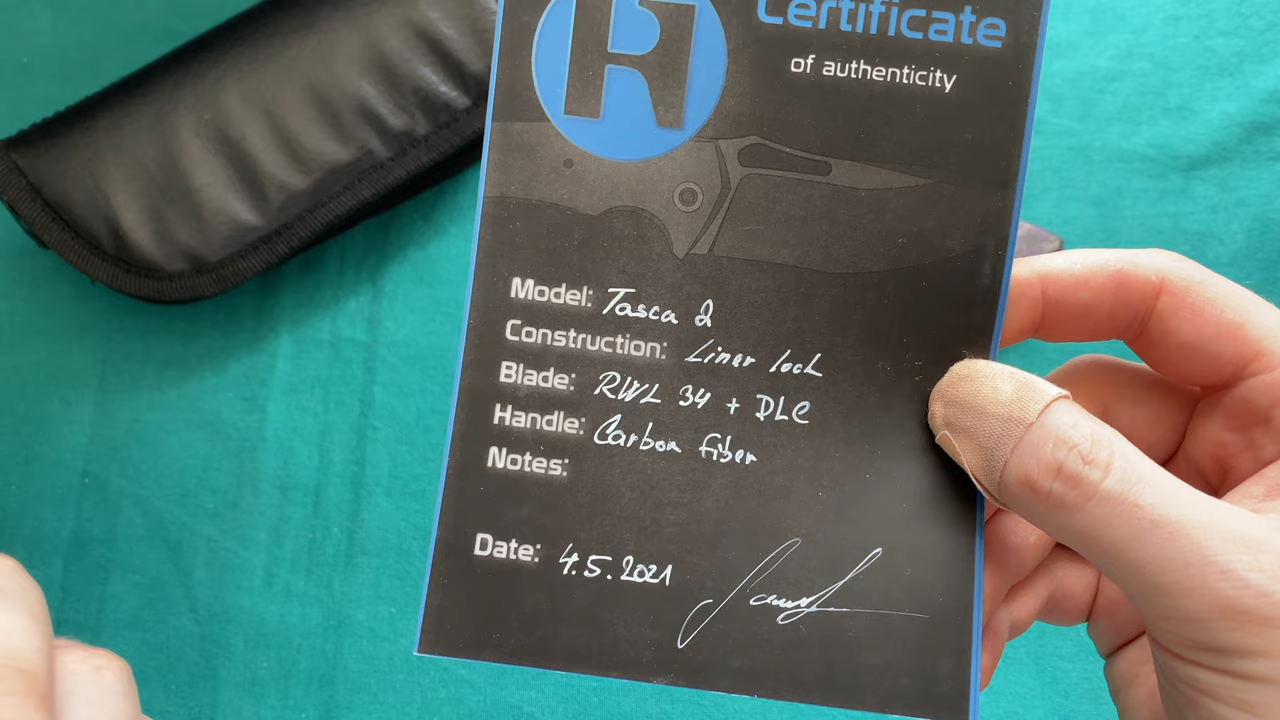 Certificate
of authenticity
Model: Tasca 2
Construction: Liner lock
Blade: RWL 34 + DLC
Handle: Carbon fiber
Notes:
Date: 4.5.2021